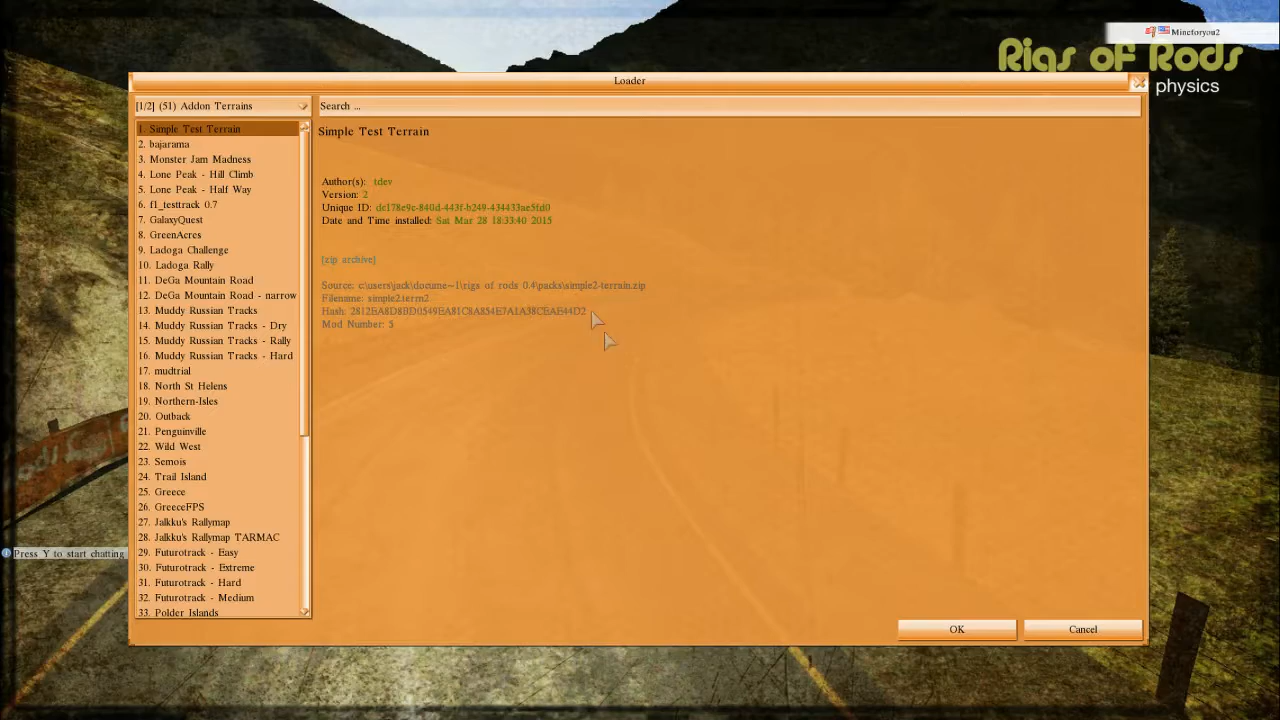 Mineforyou2
Rigs of Rods
physics
Loader
[1/2] (51) Addon Terrains
Search ...
1. Simple Test Terrain
2. bajarama
3. Monster Jam Madness
4. Lone Peak - Hill Climb
5. Lone Peak - Half Way
6. f1_testtrack 0.7
7. GalaxyQuest
8. GreenAcres
9. Ladoga Challenge
10. Ladoga Rally
11. DeGa Mountain Road
12. DeGa Mountain Road - narrow
13. Muddy Russian Tracks
14. Muddy Russian Tracks - Dry
15. Muddy Russian Tracks - Rally
16. Muddy Russian Tracks - Hard
17. mudtrial
18. North St Helens
19. Northern-Isles
20. Outback
21. Penguinville
22. Wild West
23. Semois
24. Trail Island
25. Greece
26. GreeceFPS
27. Jalkku's Rallymap
28. Jalkku's Rallymap TARMAC
29. Futurotrack - Easy
30. Futurotrack - Extreme
31. Futurotrack - Hard
32. Futurotrack - Medium
33. Polder Islands
Simple Test Terrain
Author(s): tdev
Version: 2
Unique ID: dc178e9c-840d-443f-b249-434433ae5fd0
Date and Time installed: Sat Mar 28 18:33:40 2015
(zip archive)
Source: c:\users\jack\docume~1\rigs of rods 0.4\packs\simple2-terrain.zip
Filename: simple2.terrn2
Hash: 2812EA8D8BD0549EA81C8A854E7A1A38CEAE44D2
Mod Number: 5
OK
Cancel
Press Y to start chatting